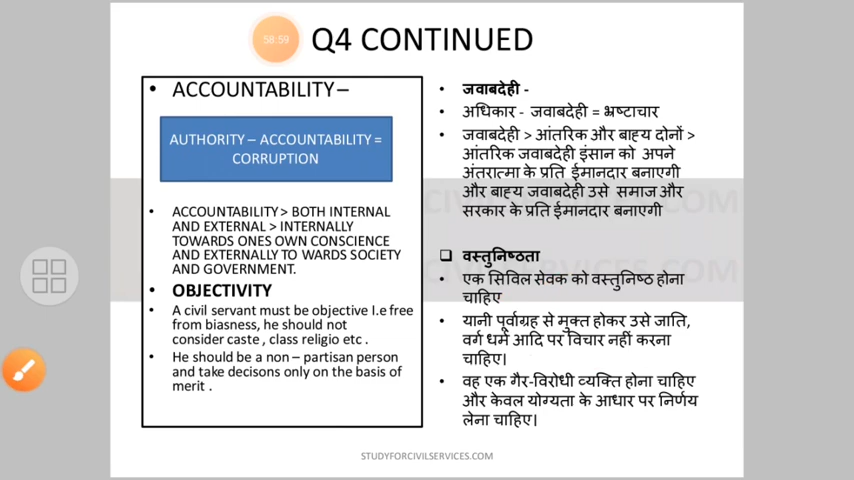 58:59
Q4 CONTINUED
• ACCOUNTABILITY –
AUTHORITY – ACCOUNTABILITY =
CORRUPTION
• ACCOUNTABILITY > BOTH INTERNAL
AND EXTERNAL > INTERNALLY
TOWARDS ONES OWN CONSCIENCE
AND EXTERNALLY TO WARDS SOCIETY
AND GOVERNMENT.
• OBJECTIVITY
• A civil servant must be objective I.e free
from biasness, he should not
consider caste , class religio etc .
• He should be a non – partisan person
and take decisons only on the basis of
merit .
• जवाबदेही -
• अधिकार - जवाबदेही = भ्रष्टाचार
• जवाबदेही > आंतरिक और बाह्य दोनों >
आंतरिक जवाबदेही इंसान को अपने
अंतरात्मा के प्रति ईमानदार बनाएगी
और बाह्य जवाबदेही उसे समाज और
सरकार के प्रति ईमानदार बनाएगी
❑ वस्तुनिष्ठता
• एक सिविल सेवक को वस्तुनिष्ठ होना
चाहिए
• यानी पूर्वाग्रह से मुक्त होकर उसे जाति,
वर्ग धर्म आदि पर विचार नहीं करना
चाहिए।
• वह एक गैर-विरोधी व्यक्ति होना चाहिए
और केवल योग्यता के आधार पर निर्णय
लेना चाहिए।
STUDYFORCIVILSERVICES.COM